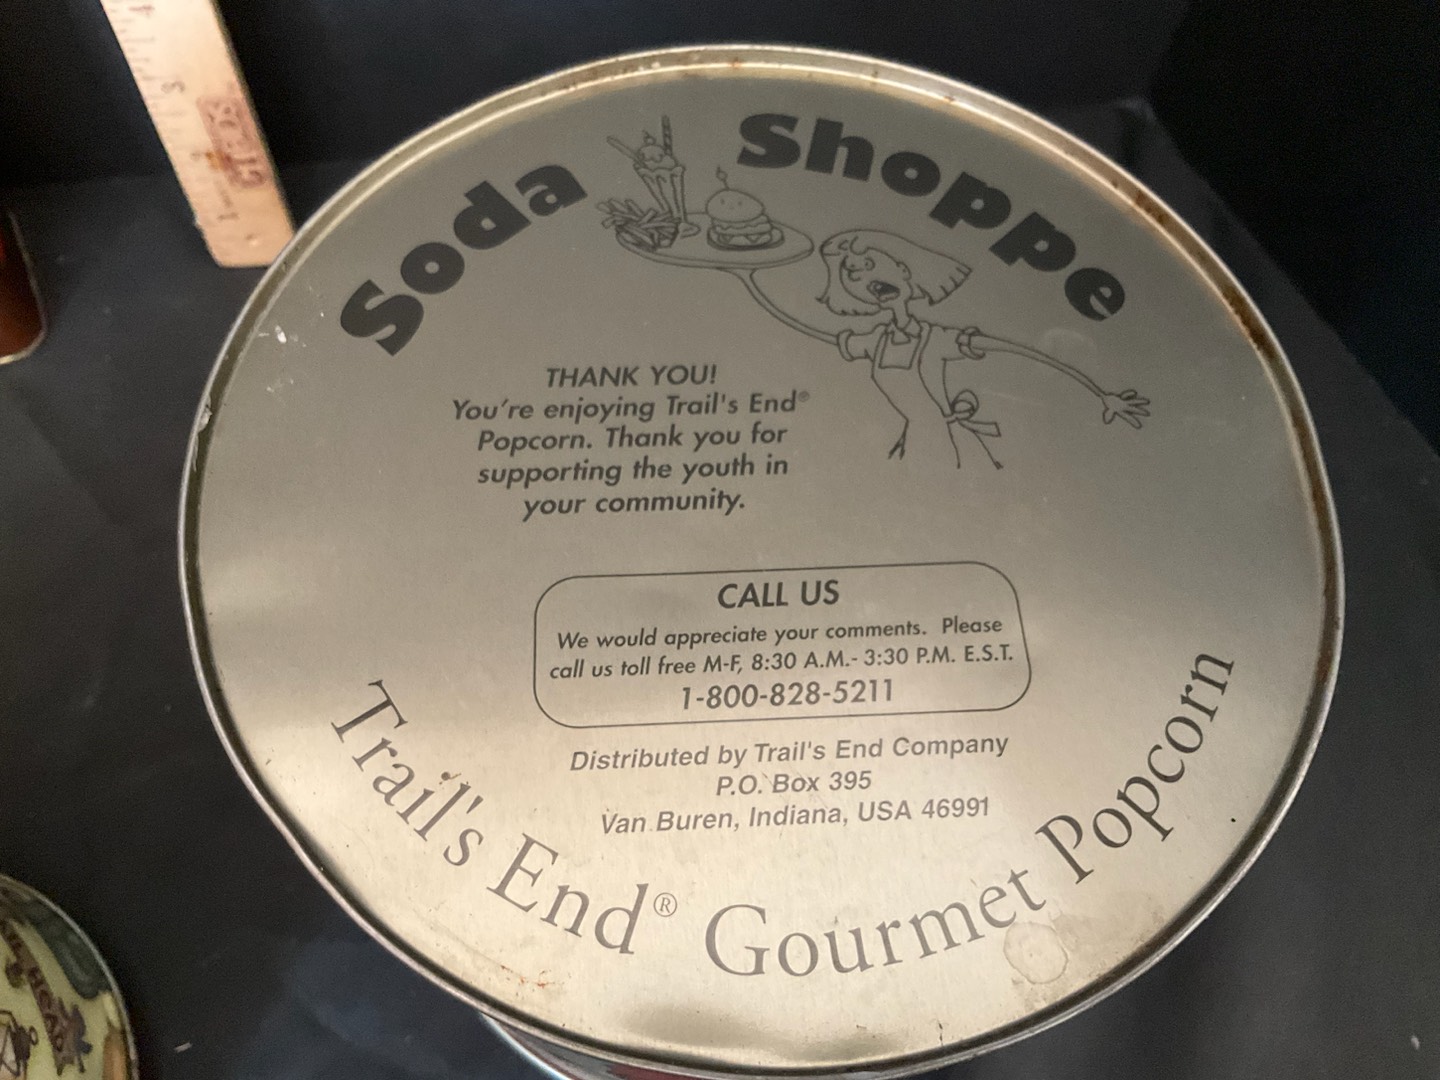 Soda Shoppe
THANK YOU!
You're enjoying Trail's End®
Popcorn. Thank you for
supporting the youth in
your community.
CALL US
We would appreciate your comments. Please
call us toll free M-F, 8:30 A.M.- 3:30 P.M. E.S.T.
1-800-828-5211
Distributed by Trail's End Company
P.O. Box 395
Van Buren, Indiana, USA 46991
Trail's End® Gourmet Popcorn